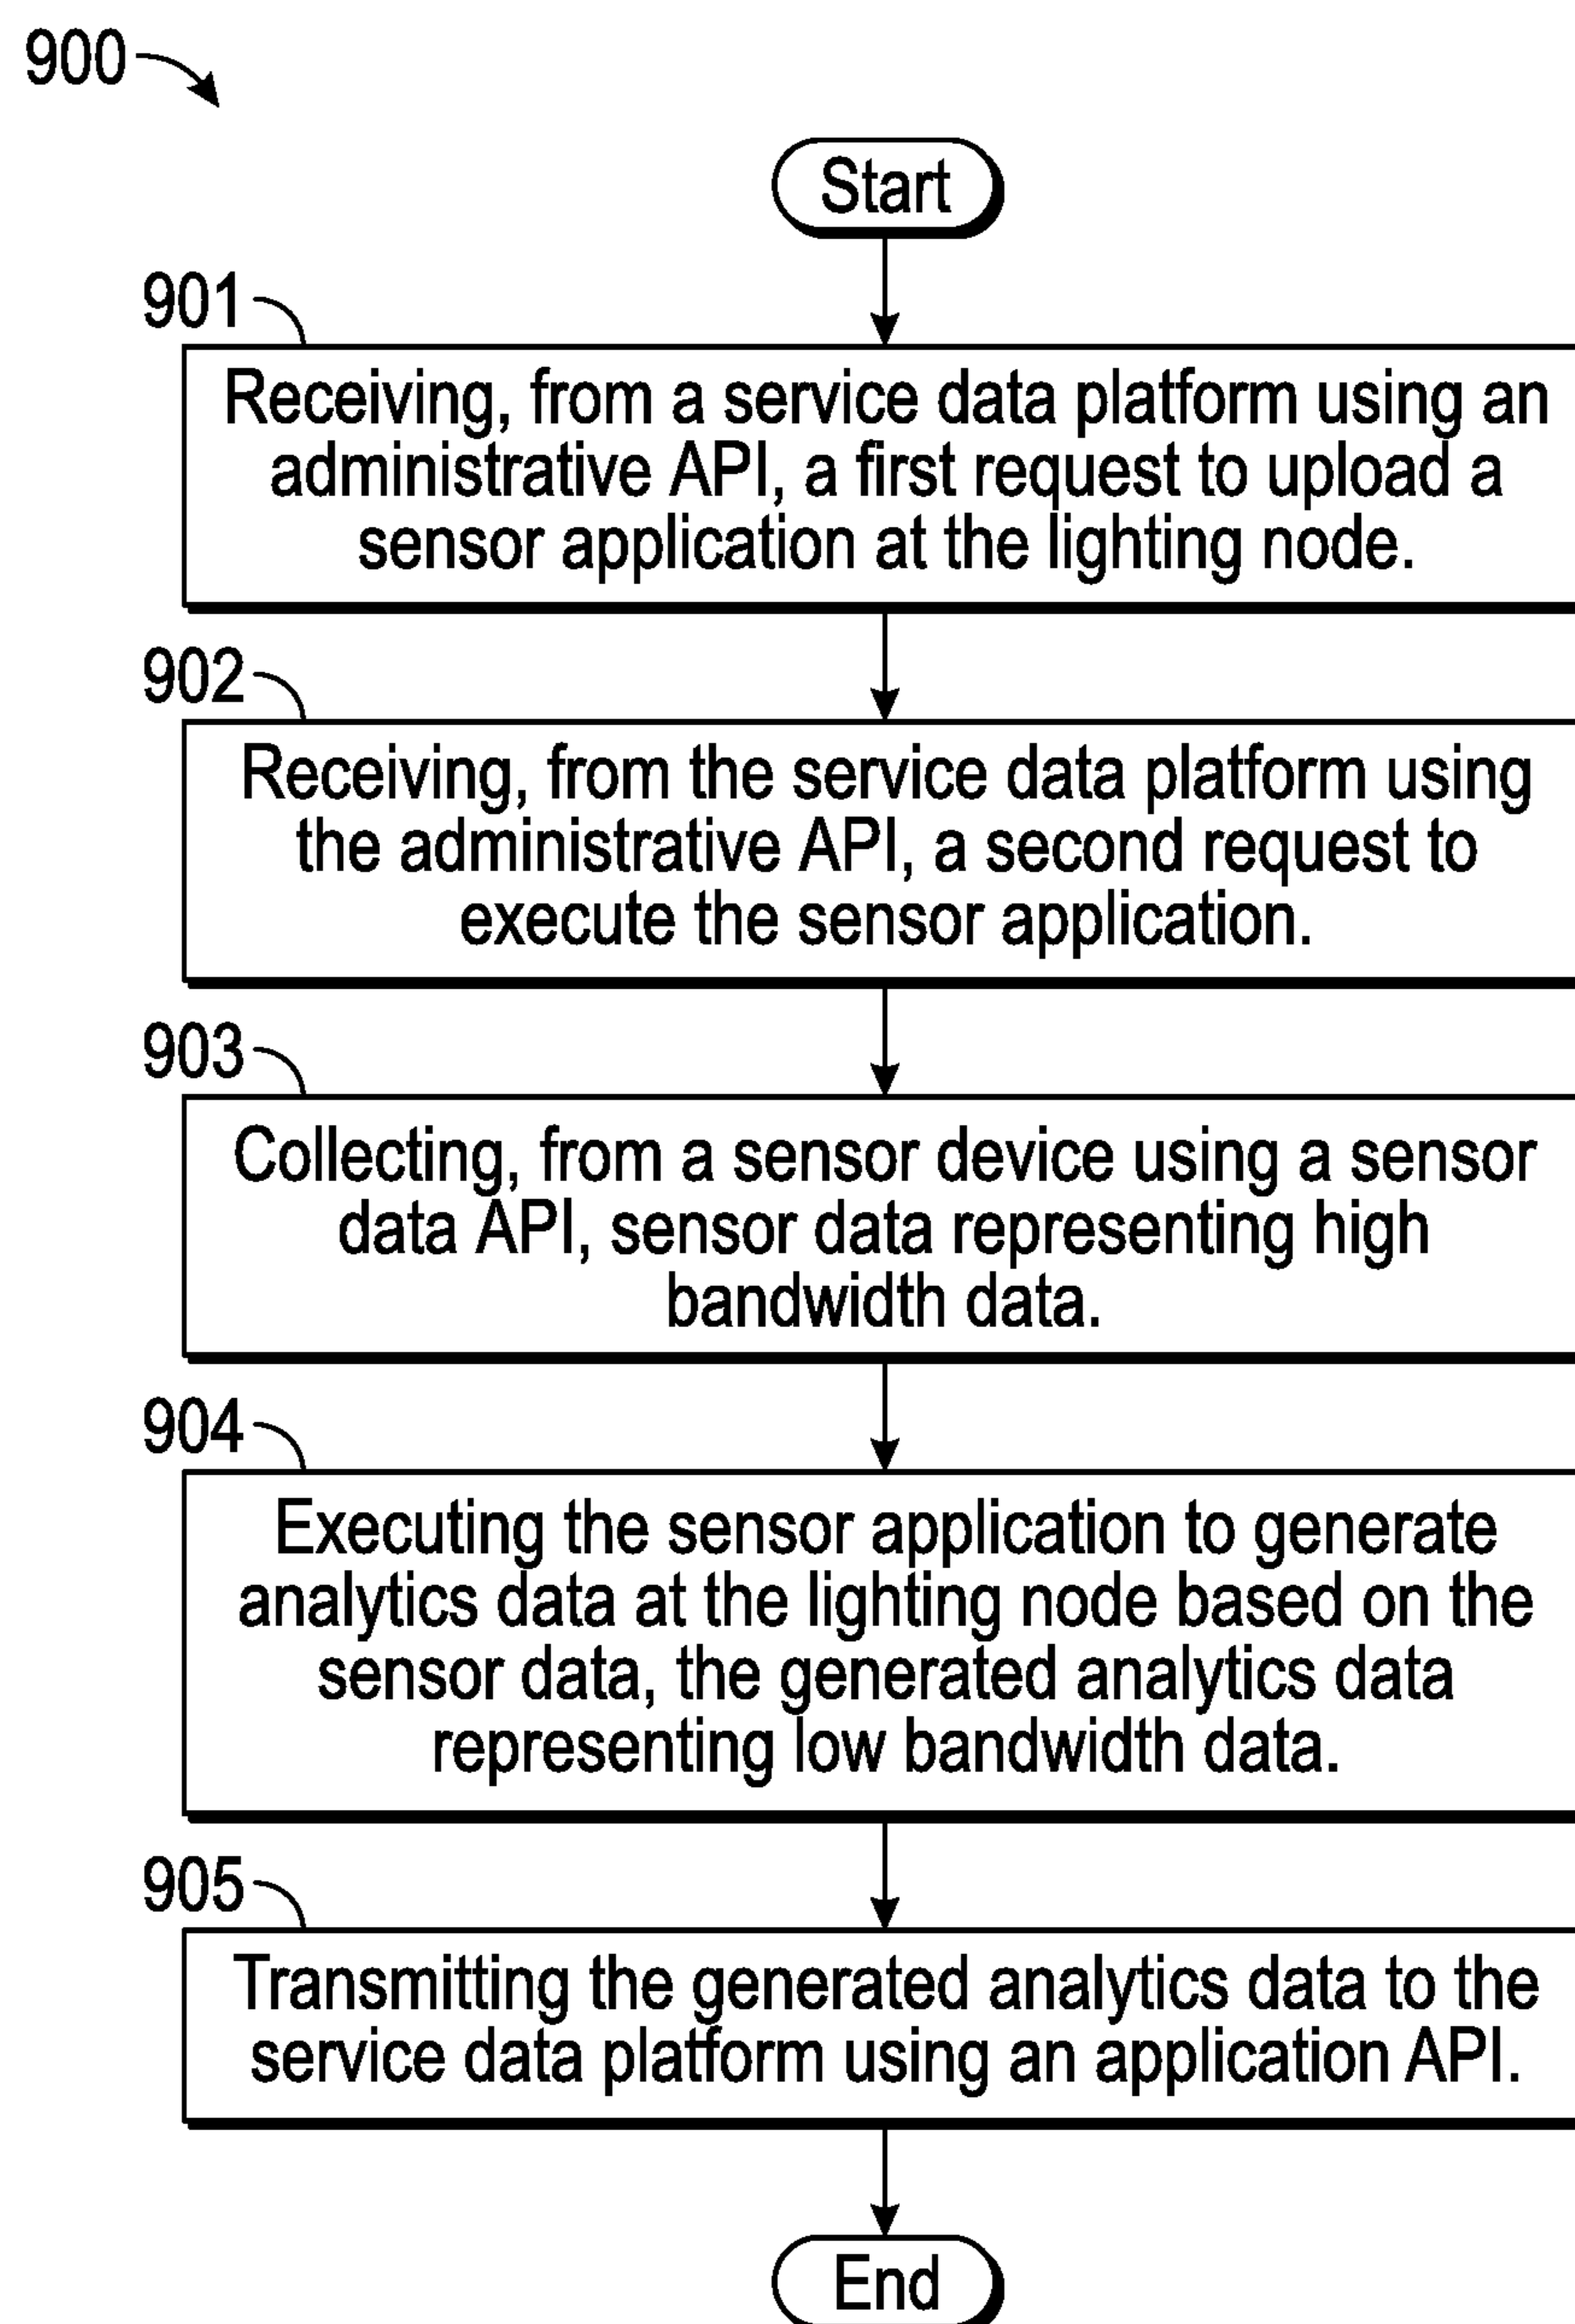 900
Start
901
Receiving, from a service data platform using an
administrative API, a first request to upload a
sensor application at the lighting node.
902
Receiving, from the service data platform using
the administrative API, a second request to
execute the sensor application.
903
Collecting, from a sensor device using a sensor
data API, sensor data representing high
bandwidth data.
904
Executing the sensor application to generate
analytics data at the lighting node based on the
sensor data, the generated analytics data
representing low bandwidth data.
905
Transmitting the generated analytics data to the
service data platform using an application API.
End